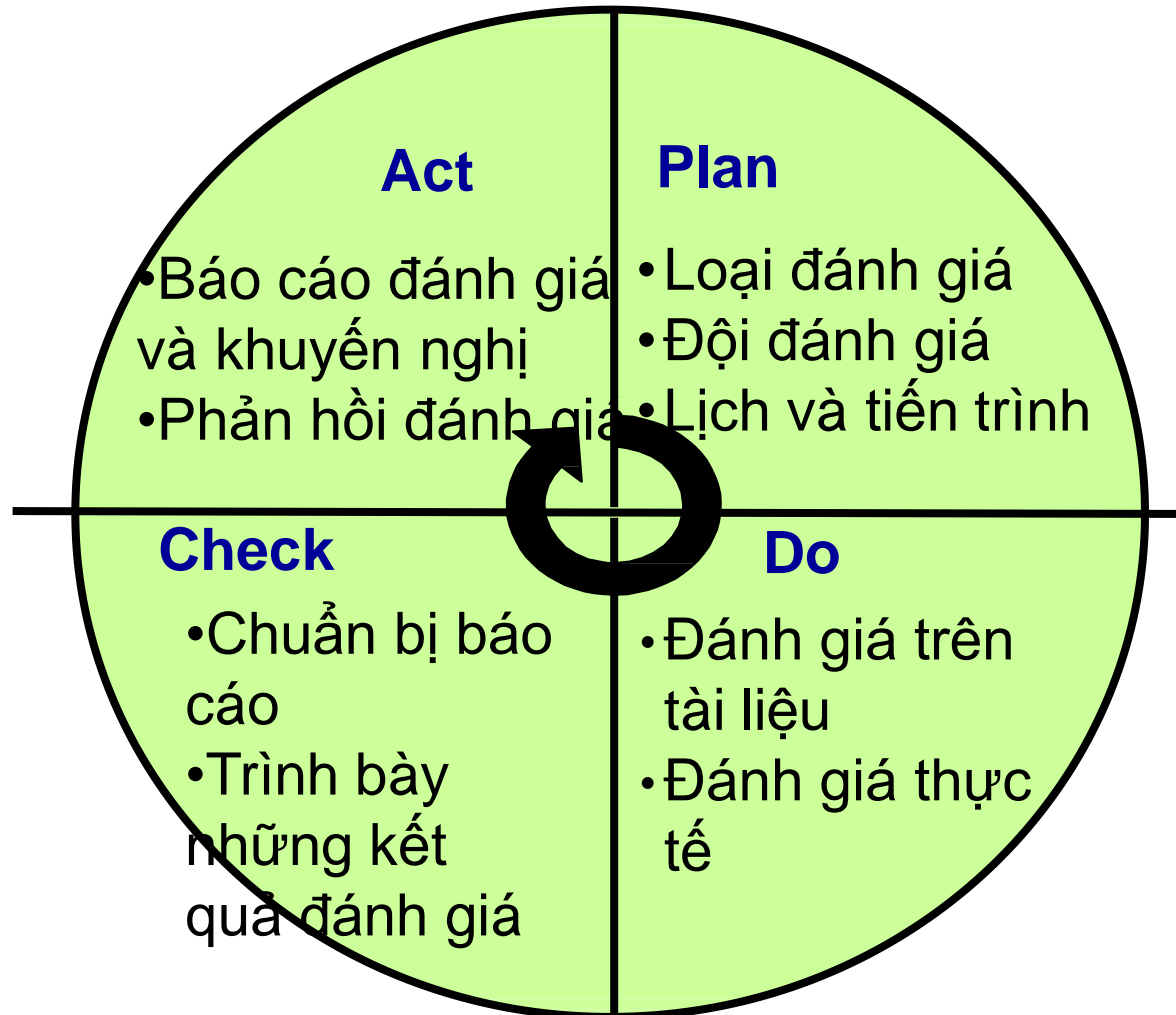 Act
•Báo cáo đánh giá
và khuyến nghị
•Phản hồi đánh giá
Plan
•Loại đánh giá
•Đội đánh giá
•Lịch và tiến trình
Check
•Chuẩn bị báo
cáo
•Trình bày
những kết
quả đánh giá
Do
•Đánh giá trên
tài liệu
•Đánh giá thực
tế